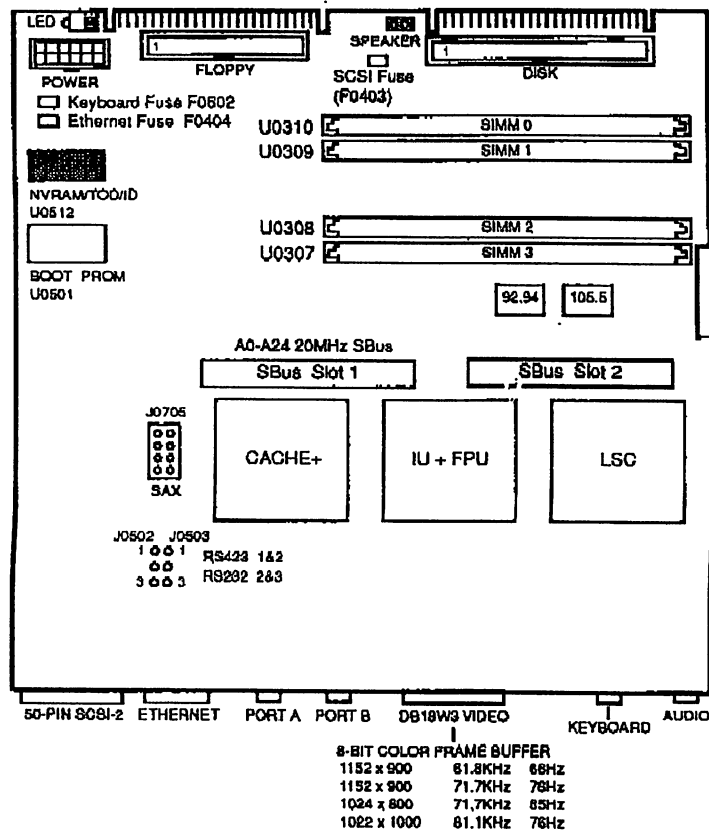 LED
1
FLOPPY
SPEAKER
1
DISK
POWER
SCSI Fuse
(F0403)
Keyboard Fuse F0602
Ethernet Fuse F0404
U0310
SIMM 0
U0309
SIMM 1
NVRAM/TOD/ID
U0512
U0308
SIMM 2
U0307
SIMM 3
BOOT PROM
U0501
92.94
105.5
A0-A24 20MHz SBus
SBus Slot 1
SBus Slot 2
J0705
SAX
CACHE+
IU + FPU
LSC
J0502 J0503
1 1
RS423 1&2
RS232 2&3
3 3
50-PIN SCSI-2
ETHERNET
PORT A
PORT B
DB13W3 VIDEO
KEYBOARD
AUDIO
8-BIT COLOR FRAME BUFFER
1152 x 900 61.8KHz 66Hz
1152 x 900 71.7KHz 76Hz
1024 x 800 71,7KHz 85Hz
1022 x 1000 81.1KHz 76Hz